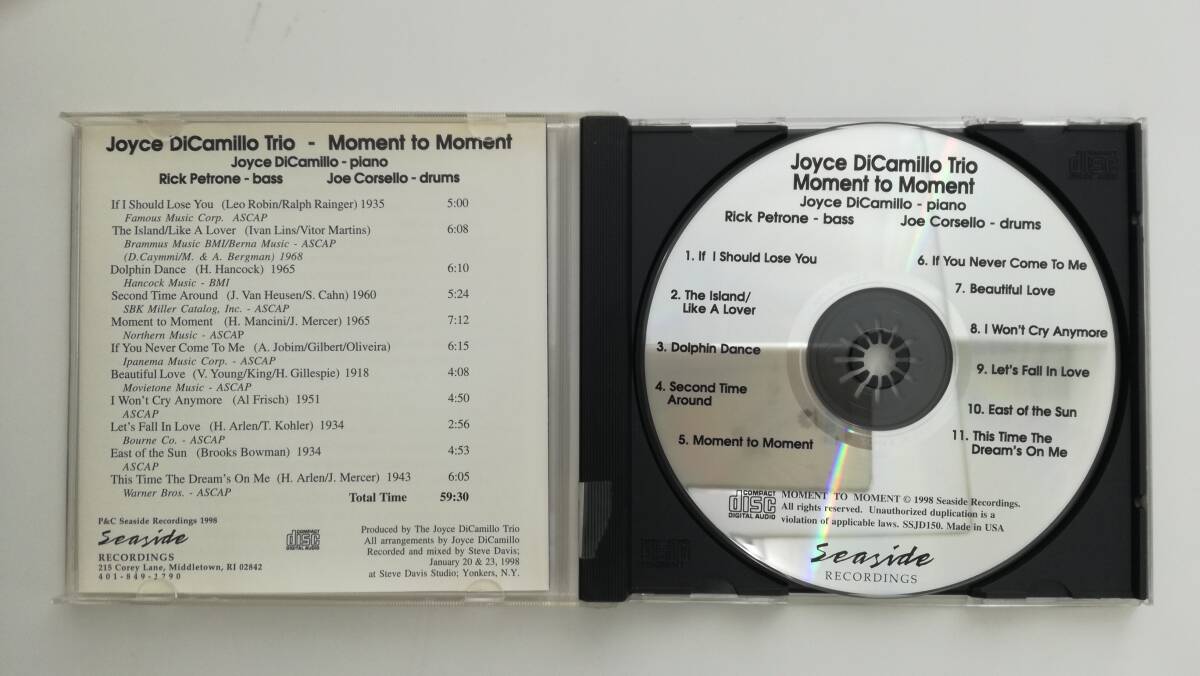 Joyce DiCamillo Trio - Moment to Moment
Joyce DiCamillo - piano
Rick Petrone - bass Joe Corsello - drums
If I Should Lose You (Leo Robin/Ralph Rainger) 1935 5:00
Famous Music Corp. ASCAP
The Island/Like A Lover (Ivan Lins/Vitor Martins) 6:08
Brammus Music BMI/Berna Music - ASCAP
(D.Caymmi/M. & A. Bergman) 1968
Dolphin Dance (H. Hancock) 1965 6:10
Hancock Music - BMI
Second Time Around (J. Van Heusen/S. Cahn) 1960 5:24
SBK Miller Catalog, Inc. - ASCAP
Moment to Moment (H. Mancini/J. Mercer) 1965 7:12
Northern Music - ASCAP
If You Never Come To Me (A. Jobim/Gilbert/Oliveira) 6:15
Ipanema Music Corp. - ASCAP
Beautiful Love (V. Young/King/H. Gillespie) 1918 4:08
Movietone Music - ASCAP
I Won't Cry Anymore (Al Frisch) 1951 4:50
ASCAP
Let's Fall In Love (H. Arlen/T. Kohler) 1934 2:56
Bourne Co. - ASCAP
East of the Sun (Brooks Bowman) 1934 4:53
ASCAP
This Time The Dream's On Me (H. Arlen/J. Mercer) 1943 6:05
Warner Bros. - ASCAP
Total Time 59:30
P&C Seaside Recordings 1998
Seaside
RECORDINGS
215 Corey Lane, Middletown, RI 02842
401-849-1290
COMPACT
disc
DIGITAL AUDIO
Produced by The Joyce DiCamillo Trio
All arrangements by Joyce DiCamillo
Recorded and mixed by Steve Davis;
January 20 & 23, 1998
at Steve Davis Studio; Yonkers, N.Y.
Joyce DiCamillo Trio
Moment to Moment
Joyce DiCamillo - piano
Rick Petrone - bass Joe Corsello - drums
1. If I Should Lose You
2. The Island/
Like A Lover
3. Dolphin Dance
4. Second Time
Around
5. Moment to Moment
6. If You Never Come To Me
7. Beautiful Love
8. I Won't Cry Anymore
9. Let's Fall In Love
10. East of the Sun
11. This Time The
Dream's On Me
COMPACT
disc
DIGITAL AUDIO
MOMENT TO MOMENT © 1998 Seaside Recordings.
All rights reserved. Unauthorized duplication is a
violation of applicable laws. SSJD150. Made in USA
Seaside
RECORDINGS
disc